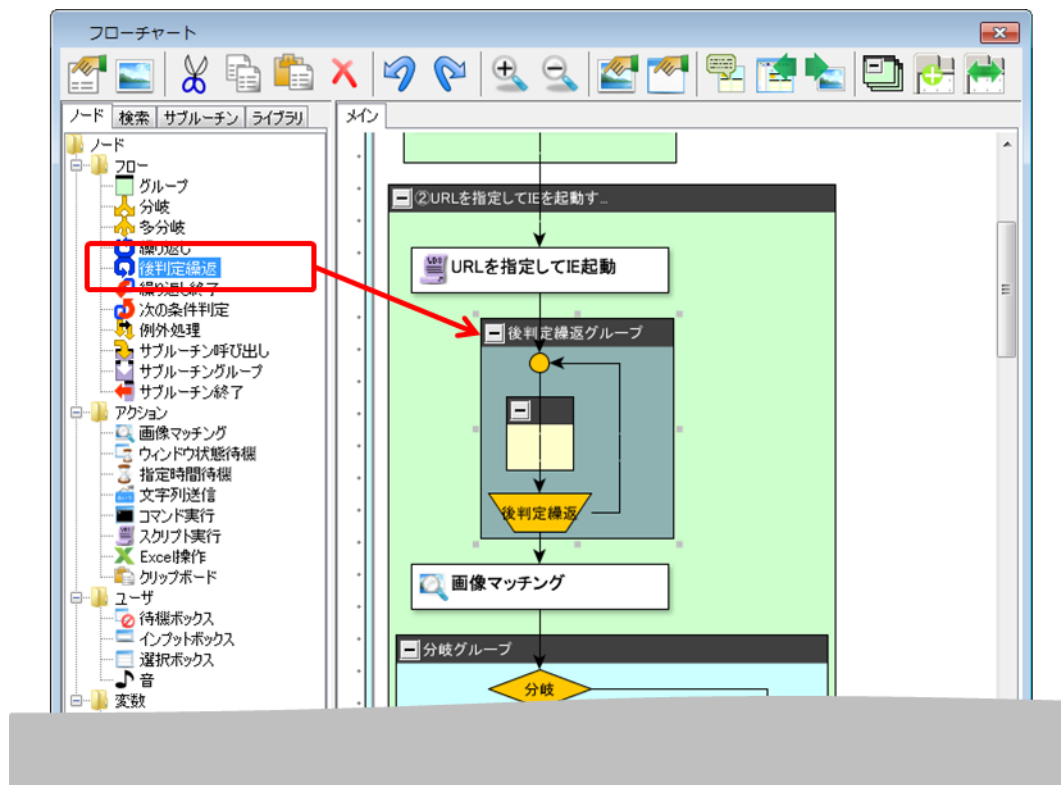 フローチャート
ノード 検索 サブルーチン ライブラリ
メイン
ノード
フロー
グループ
分岐
多分岐
繰り返し
後判定繰返
繰り返し終了
次の条件判定
例外処理
サブルーチン呼び出し
サブルーチングループ
サブルーチン終了
アクション
画像マッチング
ウィンドウ状態待機
指定時間待機
文字列送信
コマンド実行
スクリプト実行
Excel操作
クリップボード
ユーザ
待機ボックス
インプットボックス
選択ボックス
音
変数
②URLを指定してIEを起動す...
URLを指定してIE起動
後判定繰返グループ
後判定繰返
画像マッチング
分岐グループ
分岐